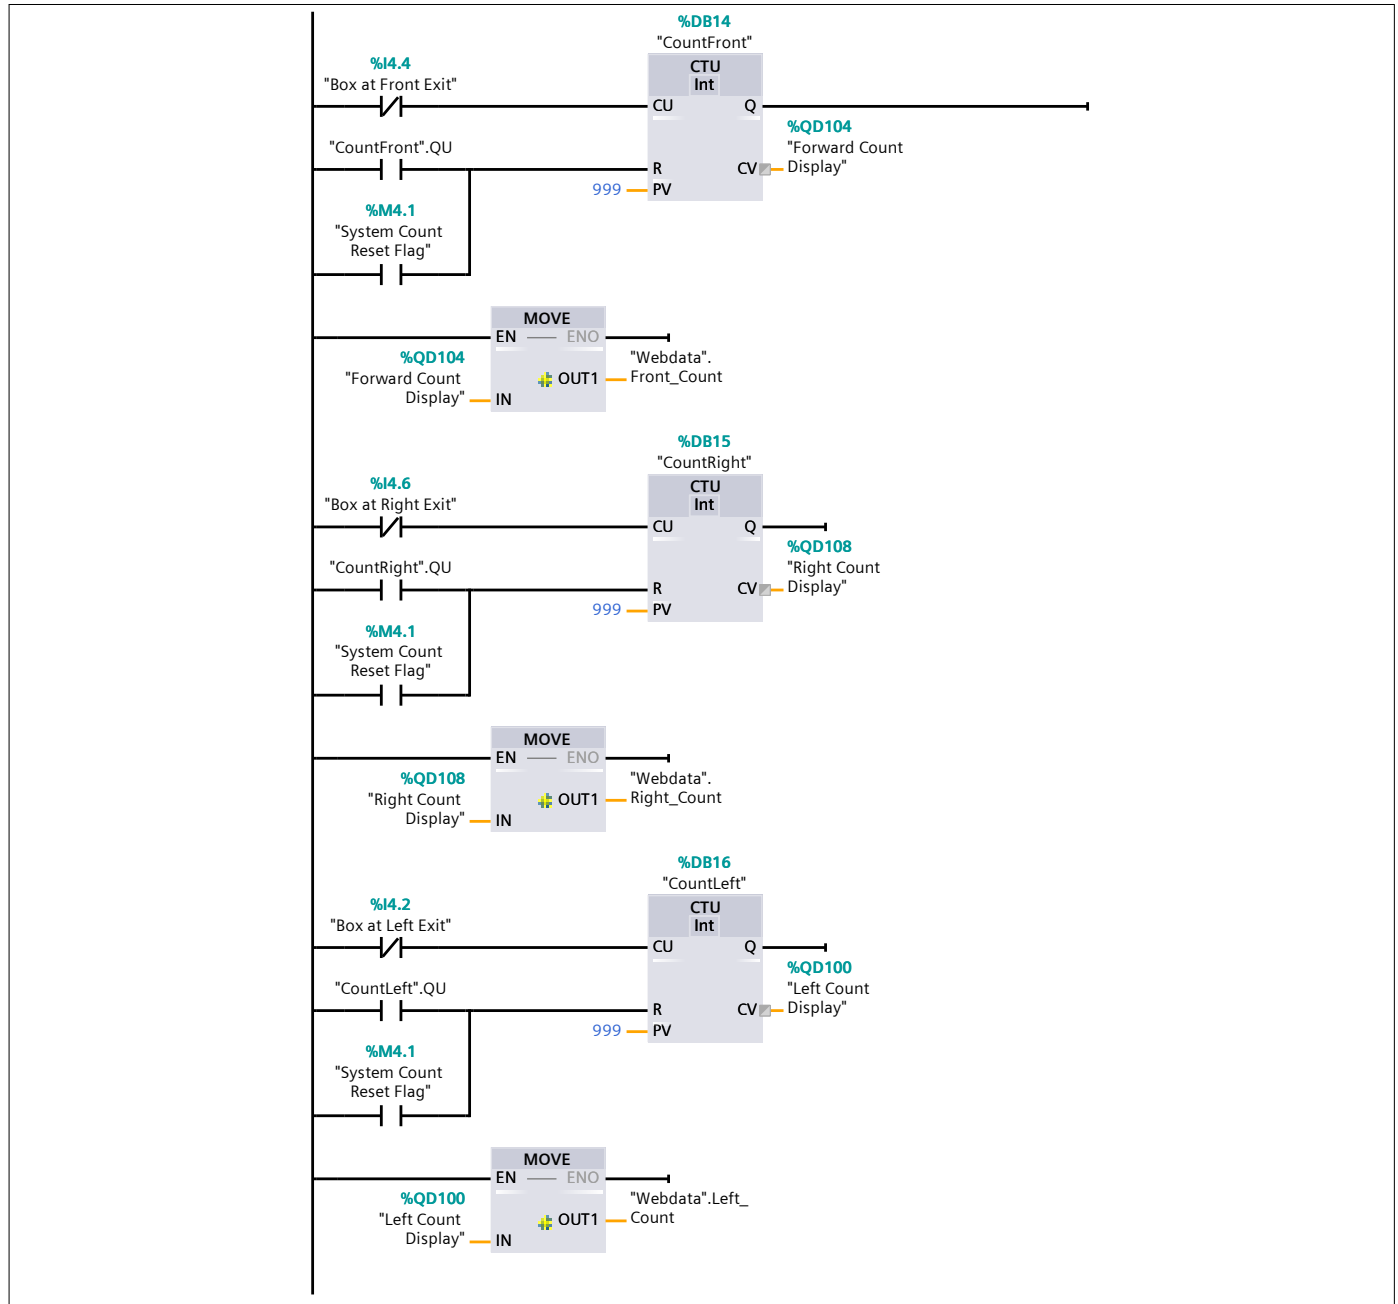 %DB14
"CountFront"
CTU
Int
%I4.4
"Box at Front Exit"
CU
Q
%QD104
"Forward Count
Display"
"CountFront".QU
R
CV
999
PV
%M4.1
"System Count
Reset Flag"
MOVE
EN
ENO
%QD104
"Forward Count
Display"
IN
OUT1
"Webdata".
Front_Count
%DB15
"CountRight"
CTU
Int
%I4.6
"Box at Right Exit"
CU
Q
%QD108
"Right Count
Display"
"CountRight".QU
R
CV
999
PV
%M4.1
"System Count
Reset Flag"
MOVE
EN
ENO
%QD108
"Right Count
Display"
IN
OUT1
"Webdata".
Right_Count
%DB16
"CountLeft"
CTU
Int
%I4.2
"Box at Left Exit"
CU
Q
%QD100
"Left Count
Display"
"CountLeft".QU
R
CV
999
PV
%M4.1
"System Count
Reset Flag"
MOVE
EN
ENO
%QD100
"Left Count
Display"
IN
OUT1
"Webdata".Left_
Count